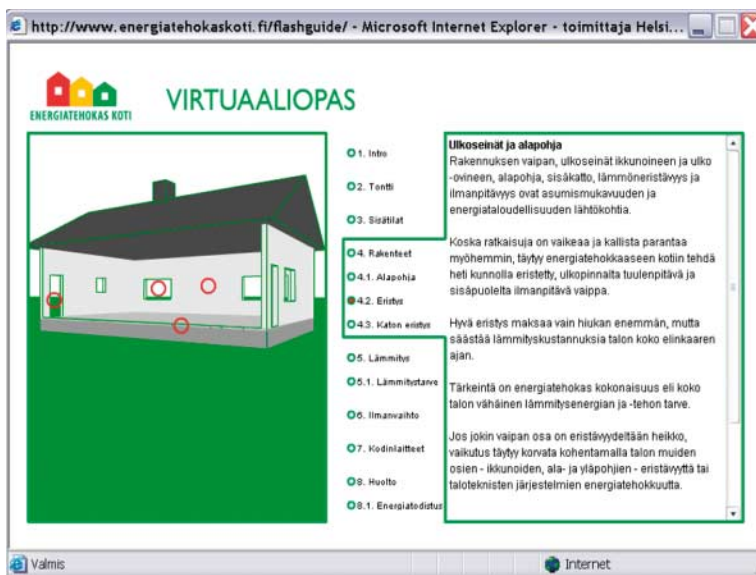 http://www.energiatehokaskoti.fi/flashguide/ - Microsoft Internet Explorer - toimittaja Helsi...
ENERGIATEHOKAS KOTI
VIRTUAALIOPAS
1. Intro
2. Tontti
3. Sisätilat
4. Rakenteet
4.1. Alapohja
4.2. Eristys
4.3. Katon eristys
5. Lämmitys
5.1. Lämmitystarve
6. Ilmanvaihto
7. Kodinlaitteet
8. Huolto
8.1. Energiatodistus
Ulkoseinät ja alapohja
Rakennuksen vaipan, ulkoseinät ikkunoineen ja ulko
-ovineen, alapohja, sisäkatto, lämmöneristävyys ja
ilmanpitävyys ovat asumismukavuuden ja
energiataloudellisuuden lähtökohtia.
Koska ratkaisuja on vaikeaa ja kallista parantaa
myöhemmin, täytyy energiatehokkaaseen kotiin tehdä
heti kunnolla eristetty, ulkopinnalta tuulenpitävä ja
sisäpuolelta ilmanpitävä vaippa.
Hyvä eristys maksaa vain hiukan enemmän, mutta
säästää lämmityskustannuksia talon koko elinkaaren
ajan.
Tärkeintä on energiatehokas kokonaisuus eli koko
talon vähäinen lämmitysenergian ja -tehon tarve.
Jos jokin vaipan osa on eristävyydeltään heikko,
vaikutus täytyy korvata kohentamalla talon muiden
osien - ikkunoiden, ala- ja yläpohjien - eristävyyttä tai
taloteknisten järjestelmien energiatehokkuutta.
Valmis
Internet